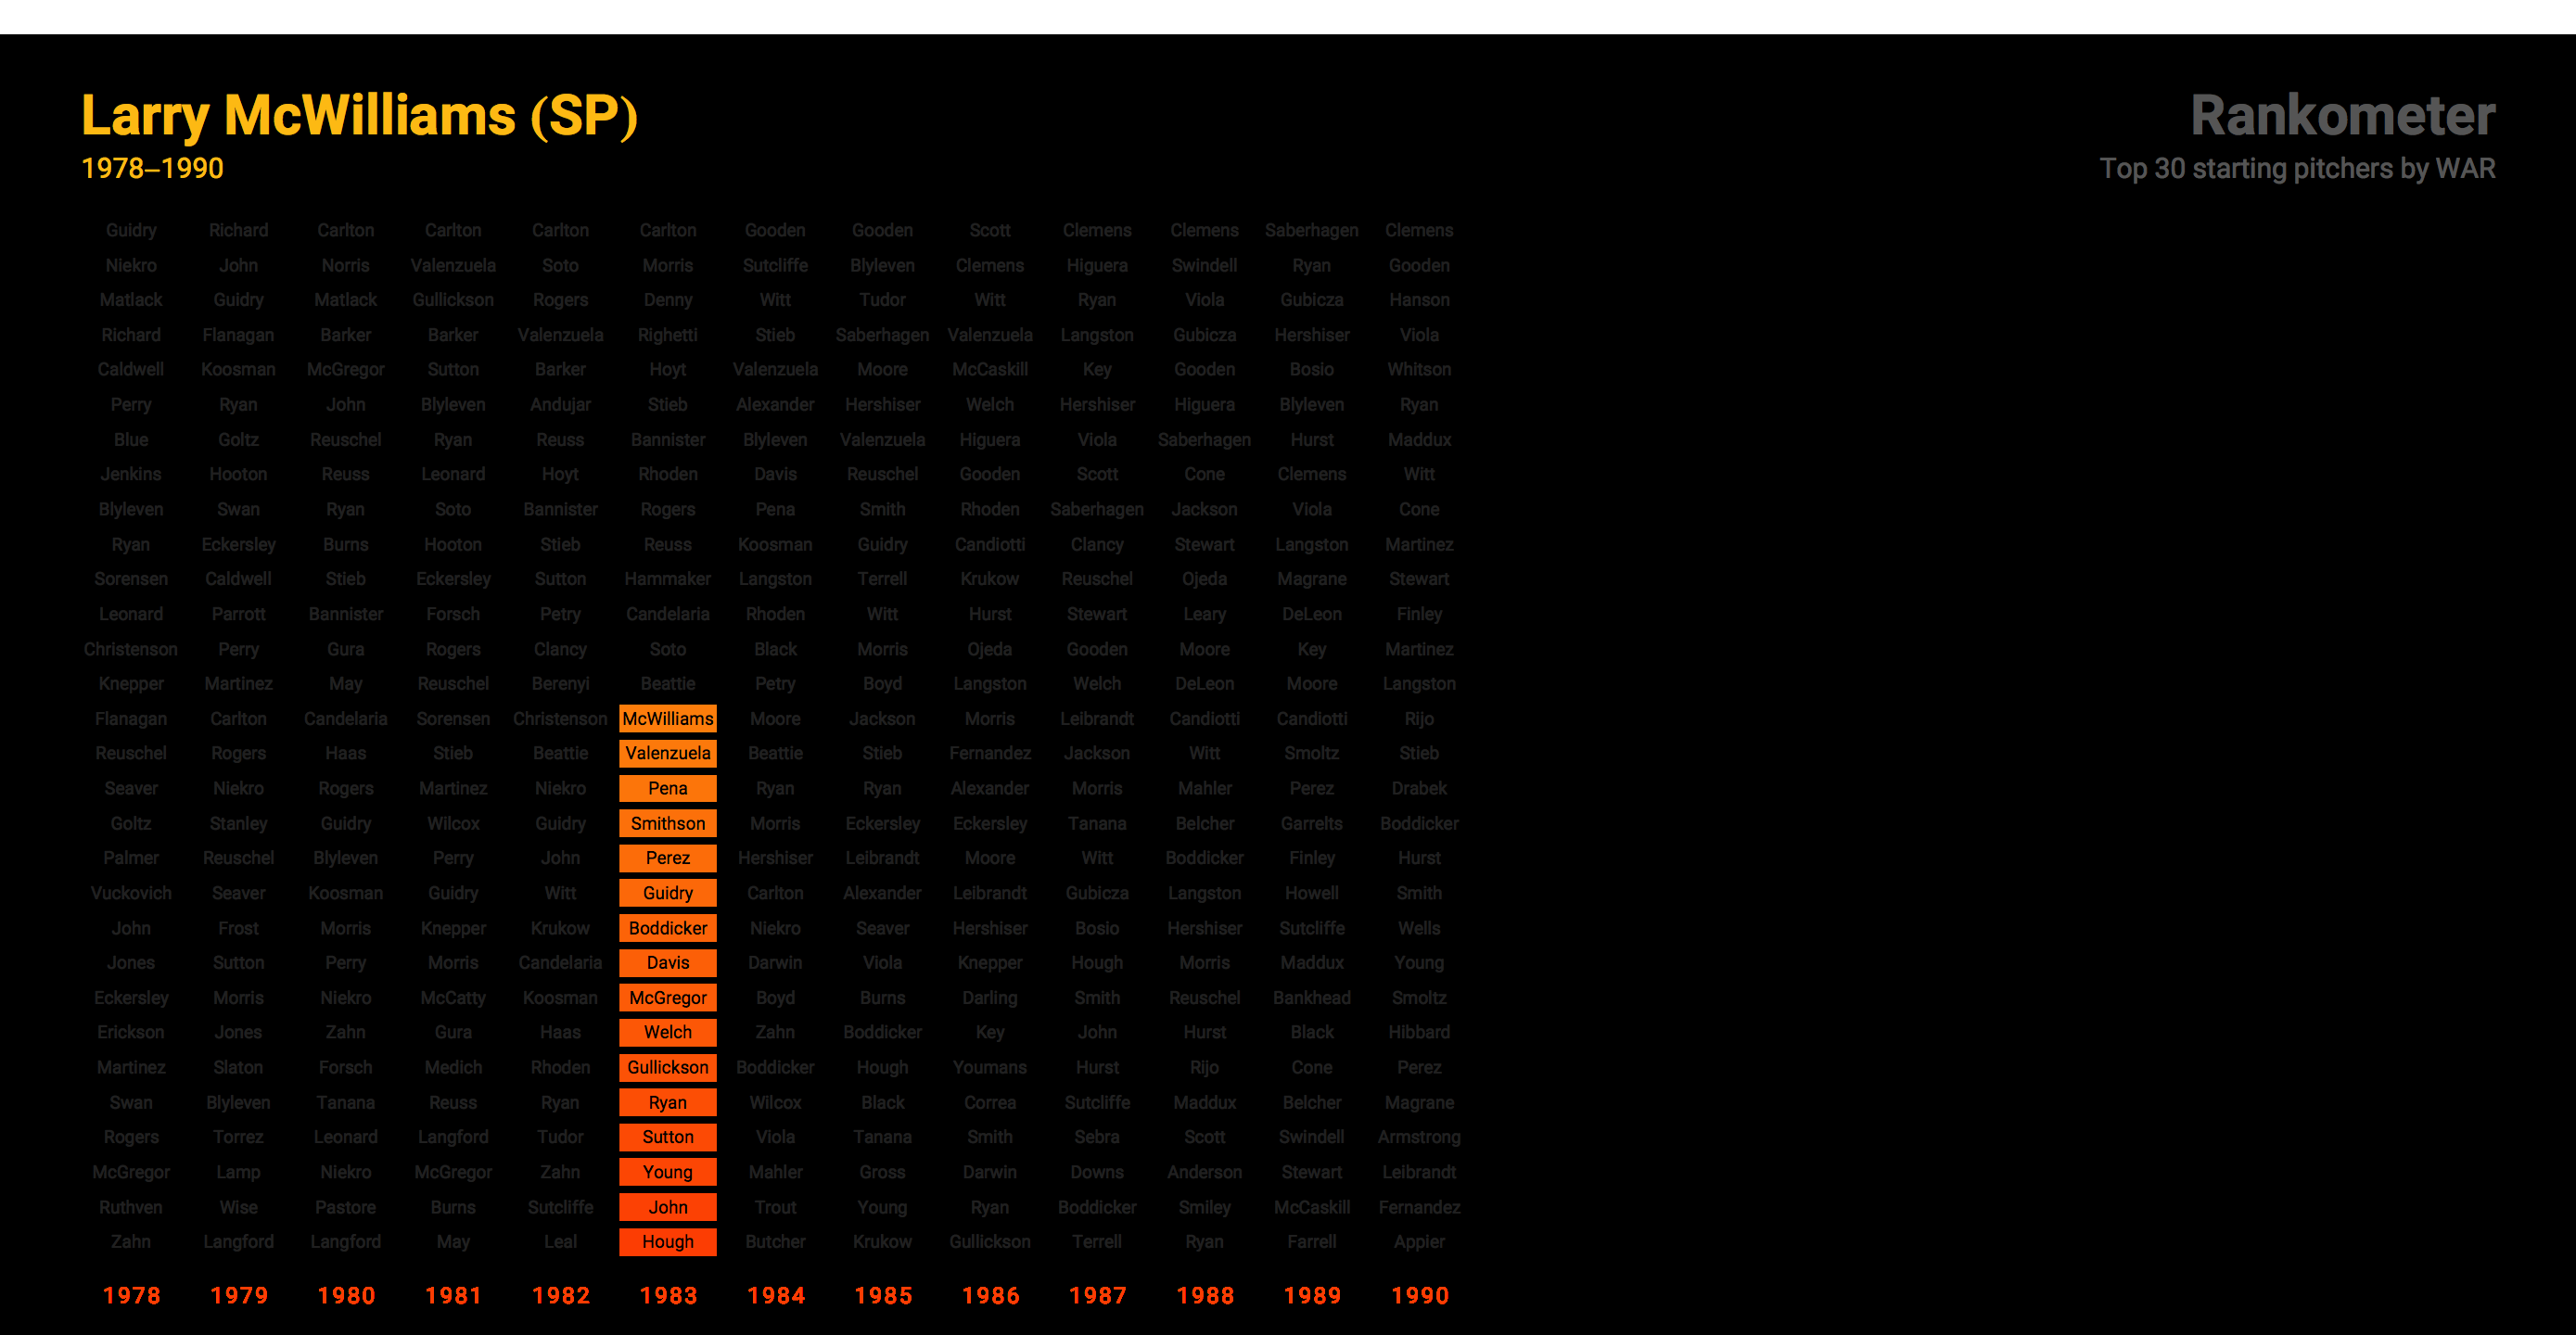 Larry McWilliams (SP)
Rankometer
1978–1990
Top 30 starting pitchers by WAR
Guidry Richard Carlton Carlton Carlton Carlton Gooden Gooden Scott Clemens Clemens Saberhagen Clemens
Niekro John Norris Valenzuela Soto Morris Sutcliffe Blyleven Clemens Higuera Swindell Ryan Gooden
Matlack Guidry Matlack Gullickson Rogers Denny Witt Tudor Witt Ryan Viola Gubicza Hanson
Richard Flanagan Barker Barker Valenzuela Righetti Stieb Saberhagen Valenzuela Langston Gubicza Hershiser Viola
Caldwell Koosman McGregor Sutton Barker Hoyt Valenzuela Moore McCaskill Key Gooden Bosio Whitson
Perry Ryan John Blyleven Andujar Stieb Alexander Hershiser Welch Hershiser Higuera Blyleven Ryan
Blue Goltz Reuschel Ryan Reuss Bannister Blyleven Valenzuela Higuera Viola Saberhagen Hurst Maddux
Jenkins Hooton Reuss Leonard Hoyt Rhoden Davis Reuschel Gooden Scott Cone Clemens Witt
Blyleven Swan Ryan Soto Bannister Rogers Pena Smith Rhoden Saberhagen Jackson Viola Cone
Ryan Eckersley Burns Hooton Stieb Reuss Koosman Guidry Candiotti Clancy Stewart Langston Martinez
Sorensen Caldwell Stieb Eckersley Sutton Hammaker Langston Terrell Krukow Reuschel Ojeda Magrane Stewart
Leonard Parrott Bannister Forsch Petry Candelaria Rhoden Witt Hurst Stewart Leary DeLeon Finley
Christenson Perry Gura Rogers Clancy Soto Black Morris Ojeda Gooden Moore Key Martinez
Knepper Martinez May Reuschel Berenyi Beattie Petry Boyd Langston Welch DeLeon Moore Langston
Flanagan Carlton Candelaria Sorensen Christenson McWilliams Moore Jackson Morris Leibrandt Candiotti Candiotti Rijo
Reuschel Rogers Haas Stieb Beattie Valenzuela Beattie Stieb Fernandez Jackson Witt Smoltz Stieb
Seaver Niekro Rogers Martinez Niekro Pena Ryan Ryan Alexander Morris Mahler Perez Drabek
Goltz Stanley Guidry Wilcox Guidry Smithson Morris Eckersley Eckersley Tanana Belcher Garrelts Boddicker
Palmer Reuschel Blyleven Perry John Perez Hershiser Leibrandt Moore Witt Boddicker Finley Hurst
Vuckovich Seaver Koosman Guidry Witt Guidry Carlton Alexander Leibrandt Gubicza Langston Howell Smith
John Frost Morris Knepper Krukow Boddicker Niekro Seaver Hershiser Bosio Hershiser Sutcliffe Wells
Jones Sutton Perry Morris Candelaria Davis Darwin Viola Knepper Hough Morris Maddux Young
Eckersley Morris Niekro McCatty Koosman McGregor Boyd Burns Darling Smith Reuschel Bankhead Smoltz
Erickson Jones Zahn Gura Haas Welch Zahn Boddicker Key John Hurst Black Hibbard
Martinez Slaton Forsch Medich Rhoden Gullickson Boddicker Hough Youmans Hurst Rijo Cone Perez
Swan Blyleven Tanana Reuss Ryan Ryan Wilcox Black Correa Sutcliffe Maddux Belcher Magrane
Rogers Torrez Leonard Langford Tudor Sutton Viola Tanana Smith Sebra Scott Swindell Armstrong
McGregor Lamp Niekro McGregor Zahn Young Mahler Gross Darwin Downs Anderson Stewart Leibrandt
Ruthven Wise Pastore Burns Sutcliffe John Trout Young Ryan Boddicker Smiley McCaskill Fernandez
Zahn Langford Langford May Leal Hough Butcher Krukow Gullickson Terrell Ryan Farrell Appier
1978 1979 1980 1981 1982 1983 1984 1985 1986 1987 1988 1989 1990